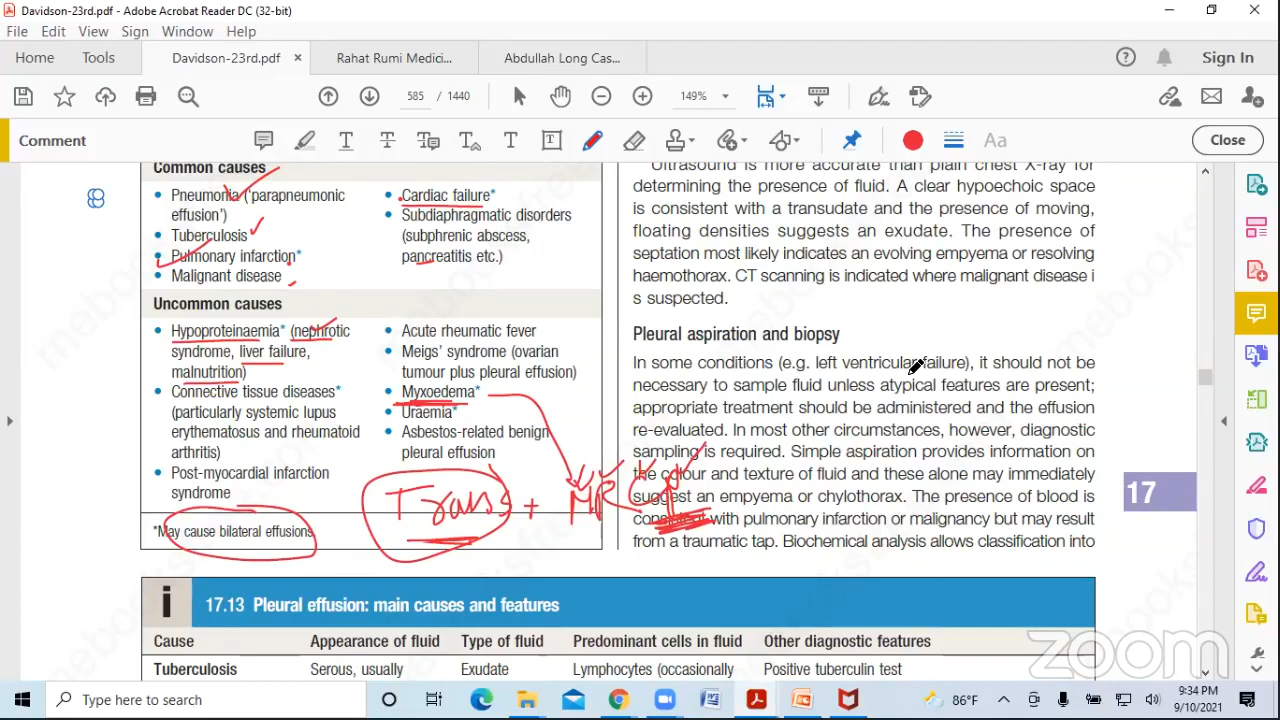 Davidson-23rd.pdf - Adobe Acrobat Reader DC (32-bit)
File Edit View Sign Window Help
Home Tools Davidson-23rd.pdf × Rahat Rumi Medici... Abdullah Long Cas... Sign In
585 / 1440 149%
Comment Aa Close
Common causes
• Pneumonia ('parapneumonic
effusion')
• Tuberculosis
• Pulmonary infarction*
• Malignant disease
• Cardiac failure*
• Subdiaphragmatic disorders
(subphrenic abscess,
pancreatitis etc.)
Uncommon causes
• Hypoproteinaemia* (nephrotic
syndrome, liver failure,
malnutrition)
• Connective tissue diseases*
(particularly systemic lupus
erythematosus and rheumatoid
arthritis)
• Post-myocardial infarction
syndrome
• Acute rheumatic fever
• Meigs' syndrome (ovarian
tumour plus pleural effusion)
• Myxoedema*
• Uraemia*
• Asbestos-related benign
pleural effusion
Trans + MRCP
*May cause bilateral effusions.
Ultrasound is more accurate than plain chest X-ray for
determining the presence of fluid. A clear hypoechoic space
is consistent with a transudate and the presence of moving,
floating densities suggests an exudate. The presence of
septation most likely indicates an evolving empyema or resolving
haemothorax. CT scanning is indicated where malignant disease i
s suspected.
Pleural aspiration and biopsy
In some conditions (e.g. left ventricular failure), it should not be
necessary to sample fluid unless atypical features are present;
appropriate treatment should be administered and the effusion
re-evaluated. In most other circumstances, however, diagnostic
sampling is required. Simple aspiration provides information on
the colour and texture of fluid and these alone may immediately
suggest an empyema or chylothorax. The presence of blood is
consistent with pulmonary infarction or malignancy but may result
from a traumatic tap. Biochemical analysis allows classification into
17
i 17.13 Pleural effusion: main causes and features
Cause Appearance of fluid Type of fluid Predominant cells in fluid Other diagnostic features
Tuberculosis Serous, usually Exudate Lymphocytes (occasionally Positive tuberculin test
zoom
Type here to search
86°F
9:34 PM
9/10/2021